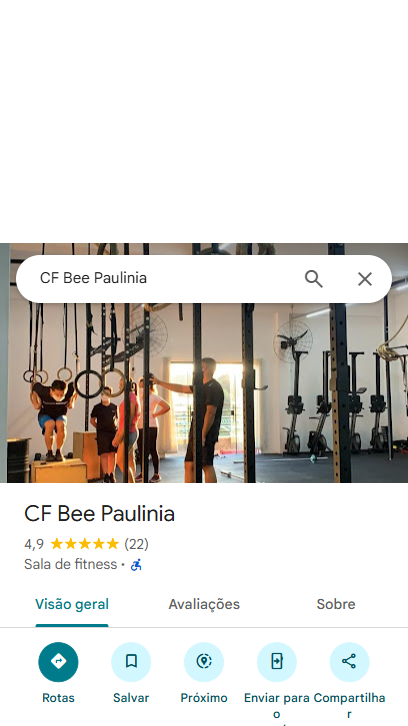 CF Bee Paulinia
CF Bee Paulinia
4,9 (22)
Sala de fitness ·
Visão geral Avaliações Sobre
Rotas Salvar Próximo Enviar para o Compartilhar